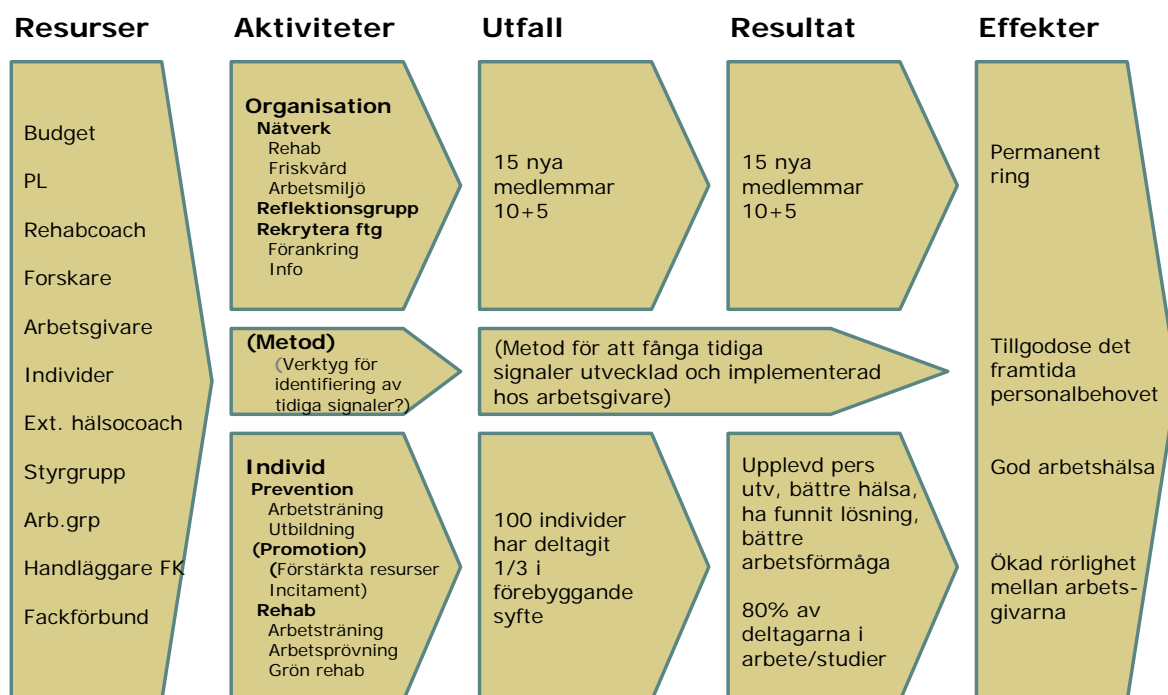 Resurser
Aktiviteter
Utfall
Resultat
Effekter
Budget
PL
Rehabcoach
Forskare
Arbetsgivare
Individer
Ext. hälsocoach
Styrgrupp
Arb.grp
Handläggare FK
Fackförbund
Organisation
Nätverk
Rehab
Friskvård
Arbetsmiljö
Reflektionsgrupp
Rekrytera ftg
Förankring
Info
15 nya
medlemmar
10+5
15 nya
medlemmar
10+5
(Metod)
(Verktyg för
identifiering av
tidiga signaler?)
(Metod för att fånga tidiga
signaler utvecklad och implementerad
hos arbetsgivare)
Individ
Prevention
Arbetsträning
Utbildning
(Promotion)
(Förstärkta resurser
Incitament)
Rehab
Arbetsträning
Arbetsprövning
Grön rehab
100 individer
har deltagit
1/3 i
förebyggande
syfte
Upplevd pers
utv, bättre hälsa,
ha funnit lösning,
bättre
arbetsförmåga
80% av
deltagarna i
arbete/studier
Permanent
ring
Tillgodose det
framtida
personalbehovet
God arbetshälsa
Ökad rörlighet
mellan arbets-
givarna